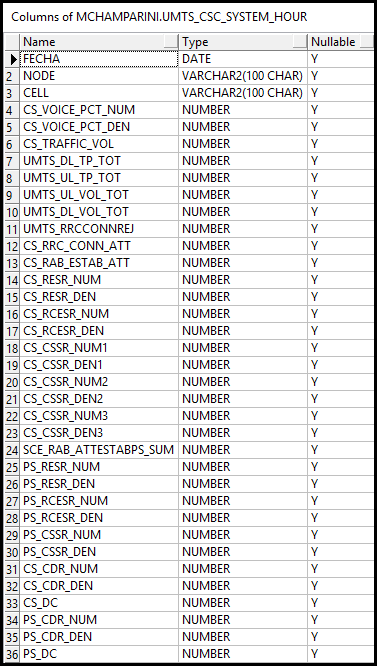 Columns of MCHAMPARINI.UMTS_CSC_SYSTEM_HOUR
Name Type Nullable
FECHA DATE Y
2 NODE VARCHAR2(100 CHAR) Y
3 CELL VARCHAR2(100 CHAR) Y
4 CS_VOICE_PCT_NUM NUMBER Y
5 CS_VOICE_PCT_DEN NUMBER Y
6 CS_TRAFFIC_VOL NUMBER Y
7 UMTS_DL_TP_TOT NUMBER Y
8 UMTS_UL_TP_TOT NUMBER Y
9 UMTS_UL_VOL_TOT NUMBER Y
10 UMTS_DL_VOL_TOT NUMBER Y
11 UMTS_RRCCONNREJ NUMBER Y
12 CS_RRC_CONN_ATT NUMBER Y
13 CS_RAB_ESTAB_ATT NUMBER Y
14 CS_RESR_NUM NUMBER Y
15 CS_RESR_DEN NUMBER Y
16 CS_RCESR_NUM NUMBER Y
17 CS_RCESR_DEN NUMBER Y
18 CS_CSSR_NUM1 NUMBER Y
19 CS_CSSR_DEN1 NUMBER Y
20 CS_CSSR_NUM2 NUMBER Y
21 CS_CSSR_DEN2 NUMBER Y
22 CS_CSSR_NUM3 NUMBER Y
23 CS_CSSR_DEN3 NUMBER Y
24 SCE_RAB_ATTESTABPS_SUM NUMBER Y
25 PS_RESR_NUM NUMBER Y
26 PS_RESR_DEN NUMBER Y
27 PS_RCESR_NUM NUMBER Y
28 PS_RCESR_DEN NUMBER Y
29 PS_CSSR_NUM NUMBER Y
30 PS_CSSR_DEN NUMBER Y
31 CS_CDR_NUM NUMBER Y
32 CS_CDR_DEN NUMBER Y
33 CS_DC NUMBER Y
34 PS_CDR_NUM NUMBER Y
35 PS_CDR_DEN NUMBER Y
36 PS_DC NUMBER Y